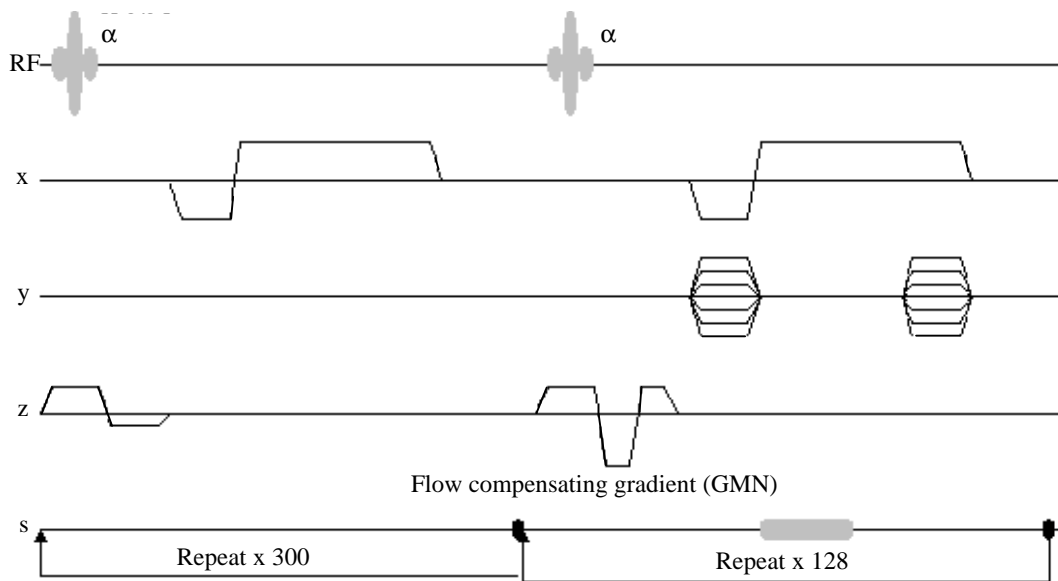 α
α
RF
x
y
z
Flow compensating gradient (GMN)
s
Repeat x 300
Repeat x 128